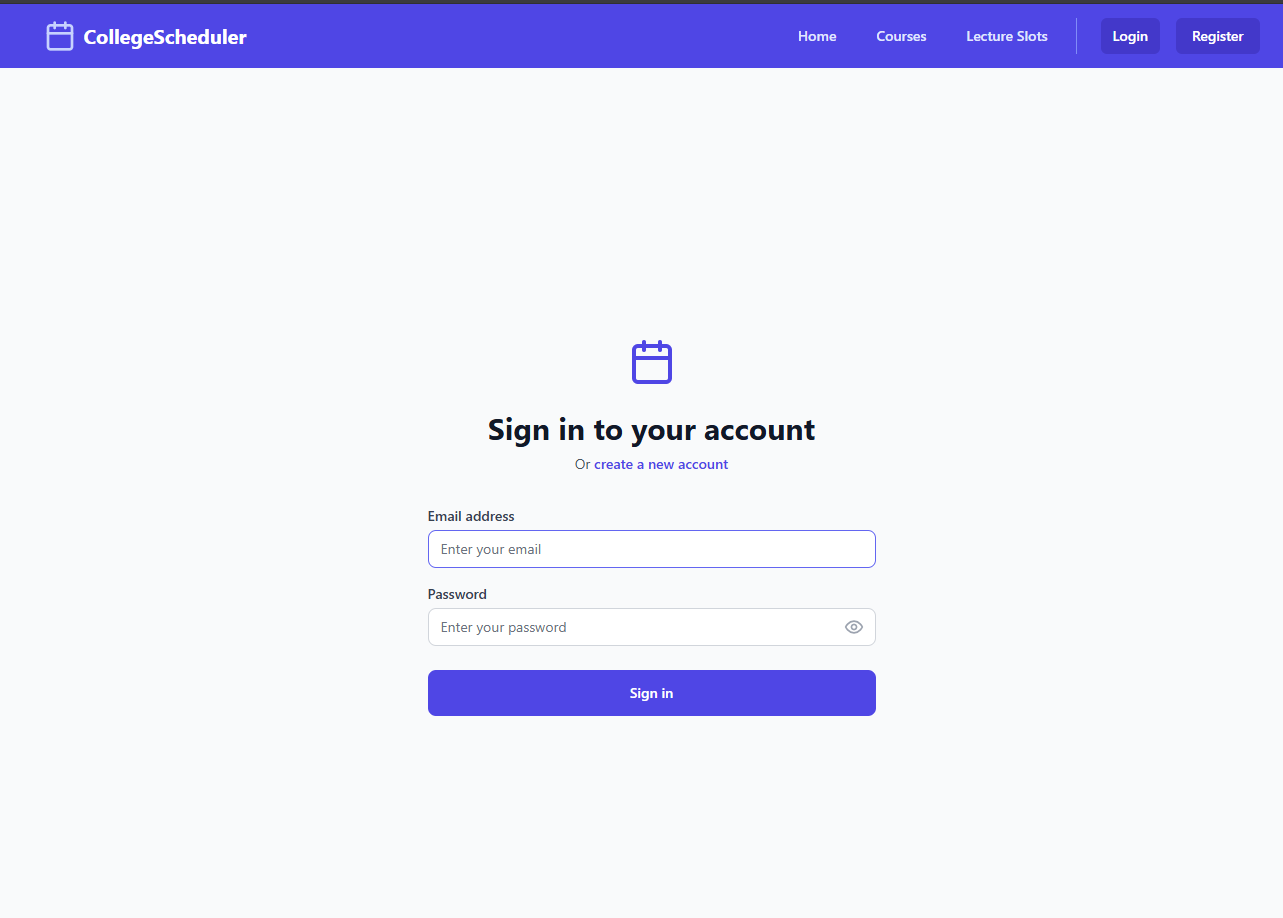 CollegeScheduler Home Courses Lecture Slots Login Register
Sign in to your account
Or create a new account
Email address
Enter your email
Password
Enter your password
Sign in